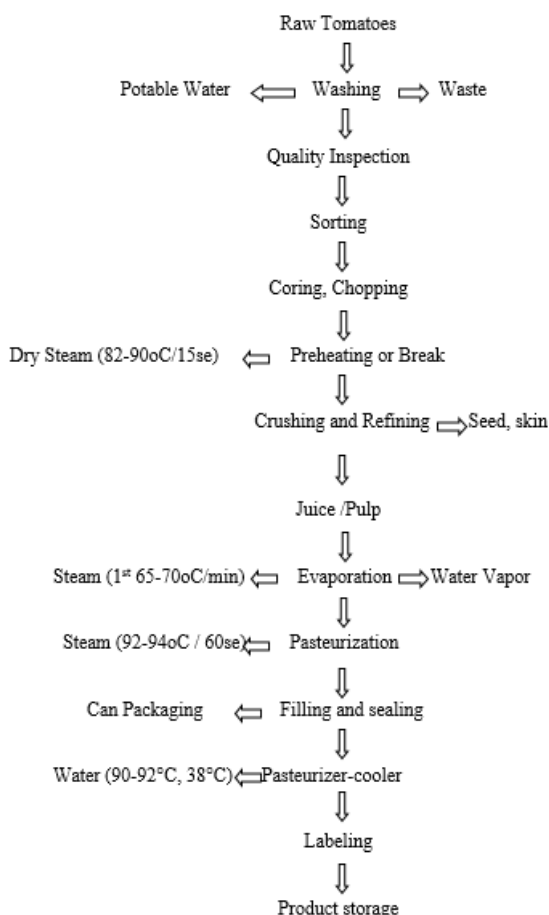 Raw Tomatoes
Potable Water Washing Waste
Quality Inspection
Sorting
Coring, Chopping
Dry Steam (82-90oC/15se) Preheating or Break
Crushing and Refining Seed, skin
Juice /Pulp
Steam (1st 65-70oC/min) Evaporation Water Vapor
Steam (92-94oC / 60se) Pasteurization
Can Packaging Filling and sealing
Water (90-92°C, 38°C) Pasteurizer-cooler
Labeling
Product storage